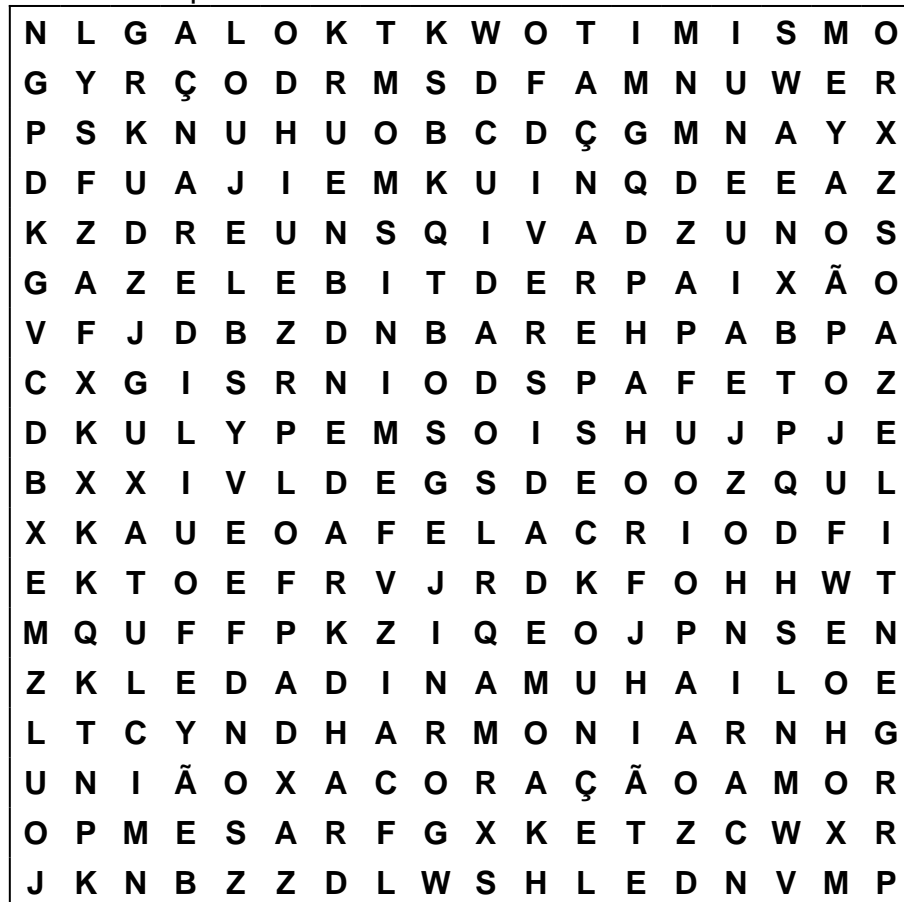 N L G A L O K T K W O T I M I S M O
G Y R Ç O D R M S D F A M N U W E R
P S K N U H U O B C D Ç G M N A Y X
D F U A J I E M K U I N Q D E E A Z
K Z D R E U N S Q I V A D Z U N O S
G A Z E L E B I T D E R P A I X Ã O
V F J D B Z D N B A R E H P A B P A
C X G I S R N I O D S P A F E T O Z
D K U L Y P E M S O I S H U J P J E
B X X I V L D E G S D E O O Z Q U L
X K A U E O A F E L A C R I O D F I
E K T O E F R V J R D K F O H H W T
M Q U F F P K Z I Q E O J P N S E N
Z K L E D A D I N A M U H A I L O E
L T C Y N D H A R M O N I A R N H G
U N I Ã O X A C O R A Ç Ã O A M O R
O P M E S A R F G X K E T Z C W X R
J K N B Z Z D L W S H L E D N V M P